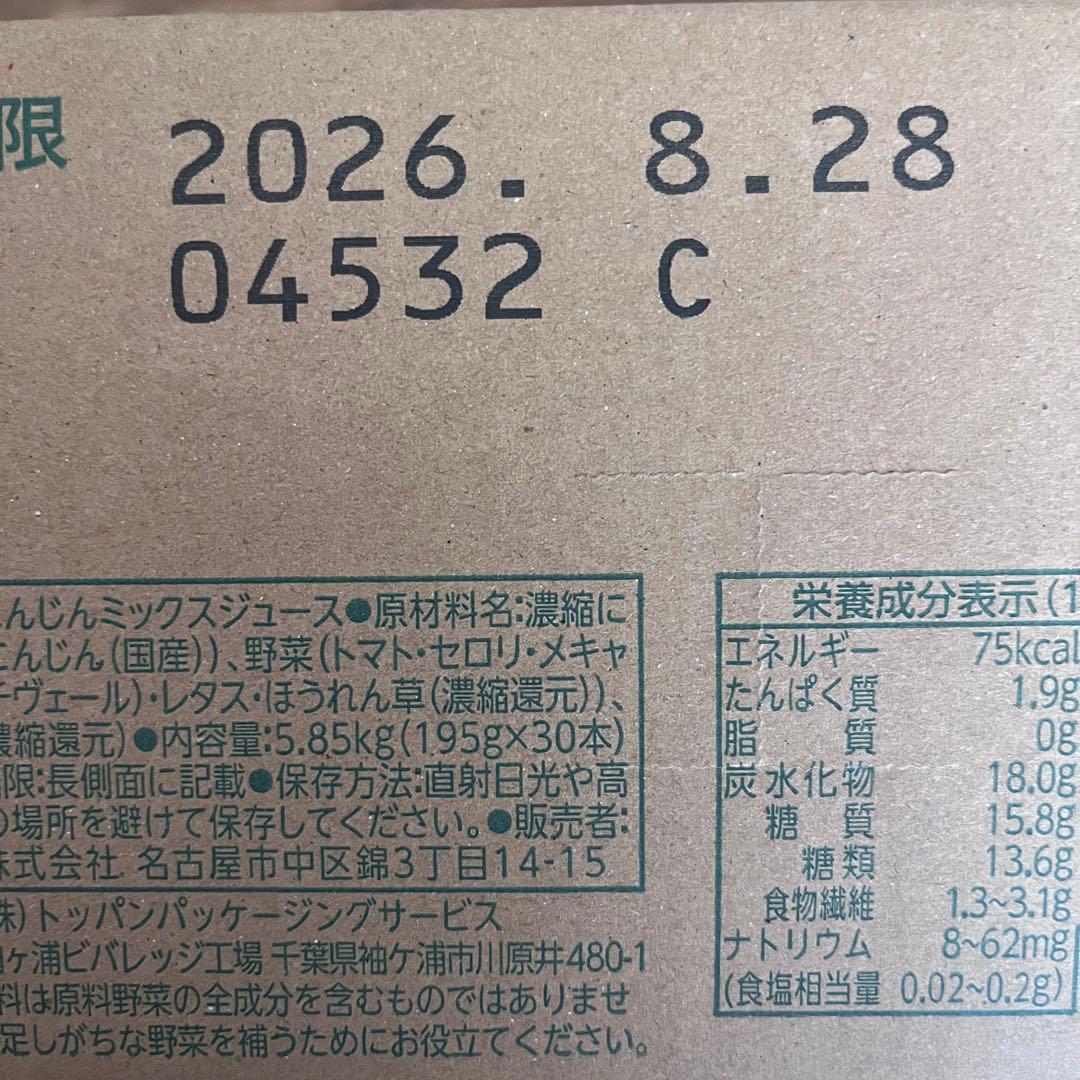 限 2026. 8.28
04532 C
んじんミックスジュース●原材料名:濃縮に
こんじん(国産))、野菜(トマト・セロリ・メキャ
チヴェール)・レタス・ほうれん草(濃縮還元))、
濃縮還元)●内容量:5.85kg(195g×30本)
限:長側面に記載●保存方法:直射日光や高
の場所を避けて保存してください。●販売者:
株式会社 名古屋市中区錦3丁目14-15
株)トッパンパッケージングサービス
ヶ浦ビバレッジ工場 千葉県袖ケ浦市川原井480-1
料は原料野菜の全成分を含むものではありませ
足しがちな野菜を補うためにお役立てください。
栄養成分表示(1
エネルギー 75kcal
たんぱく質 1.9g
脂質 0g
炭水化物 18.0g
糖質 15.8g
糖類 13.6g
食物繊維 1.3~3.1g
ナトリウム 8~62mg
(食塩相当量 0.02~0.2g)